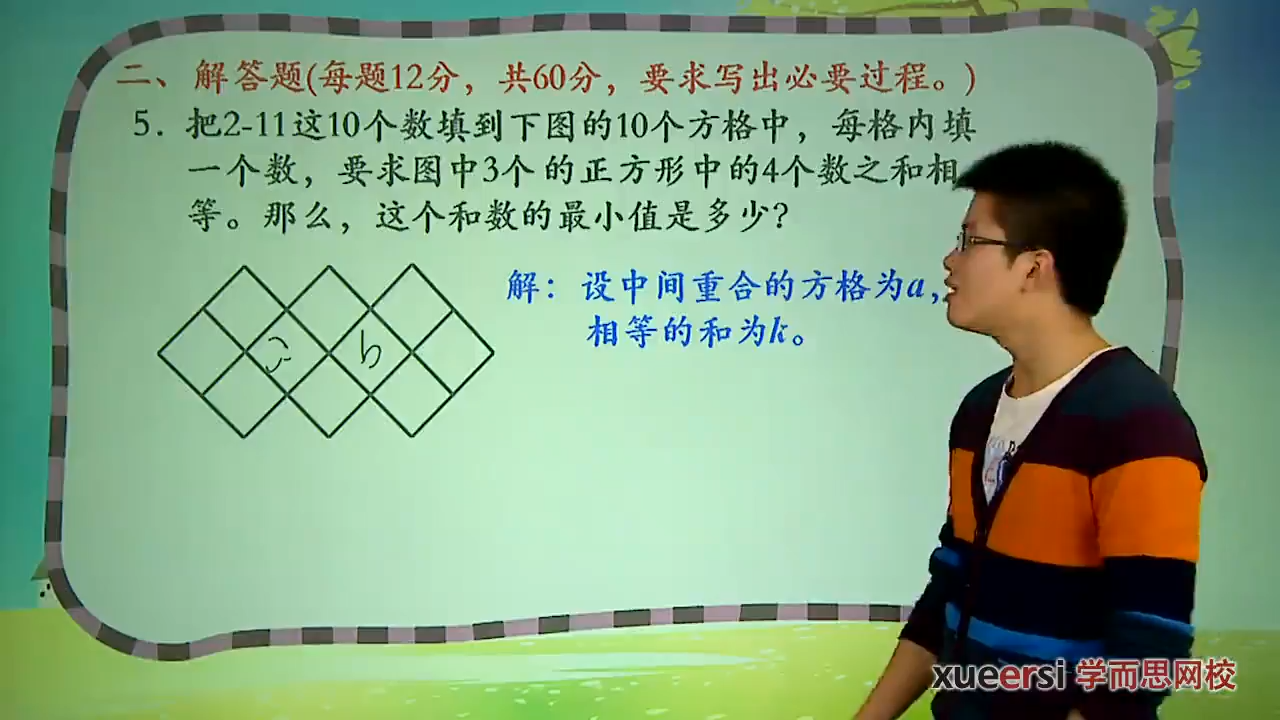 二、解答题(每题12分，共60分，要求写出必要过程。)
5. 把2-11这10个数填到下图的10个方格中，每格内填
一个数，要求图中3个 的正方形中的4个数之和相
等。那么，这个和数的最小值是多少？
解：设中间重合的方格为a，
相等的和为k。
a b
xueersi 学而思网校